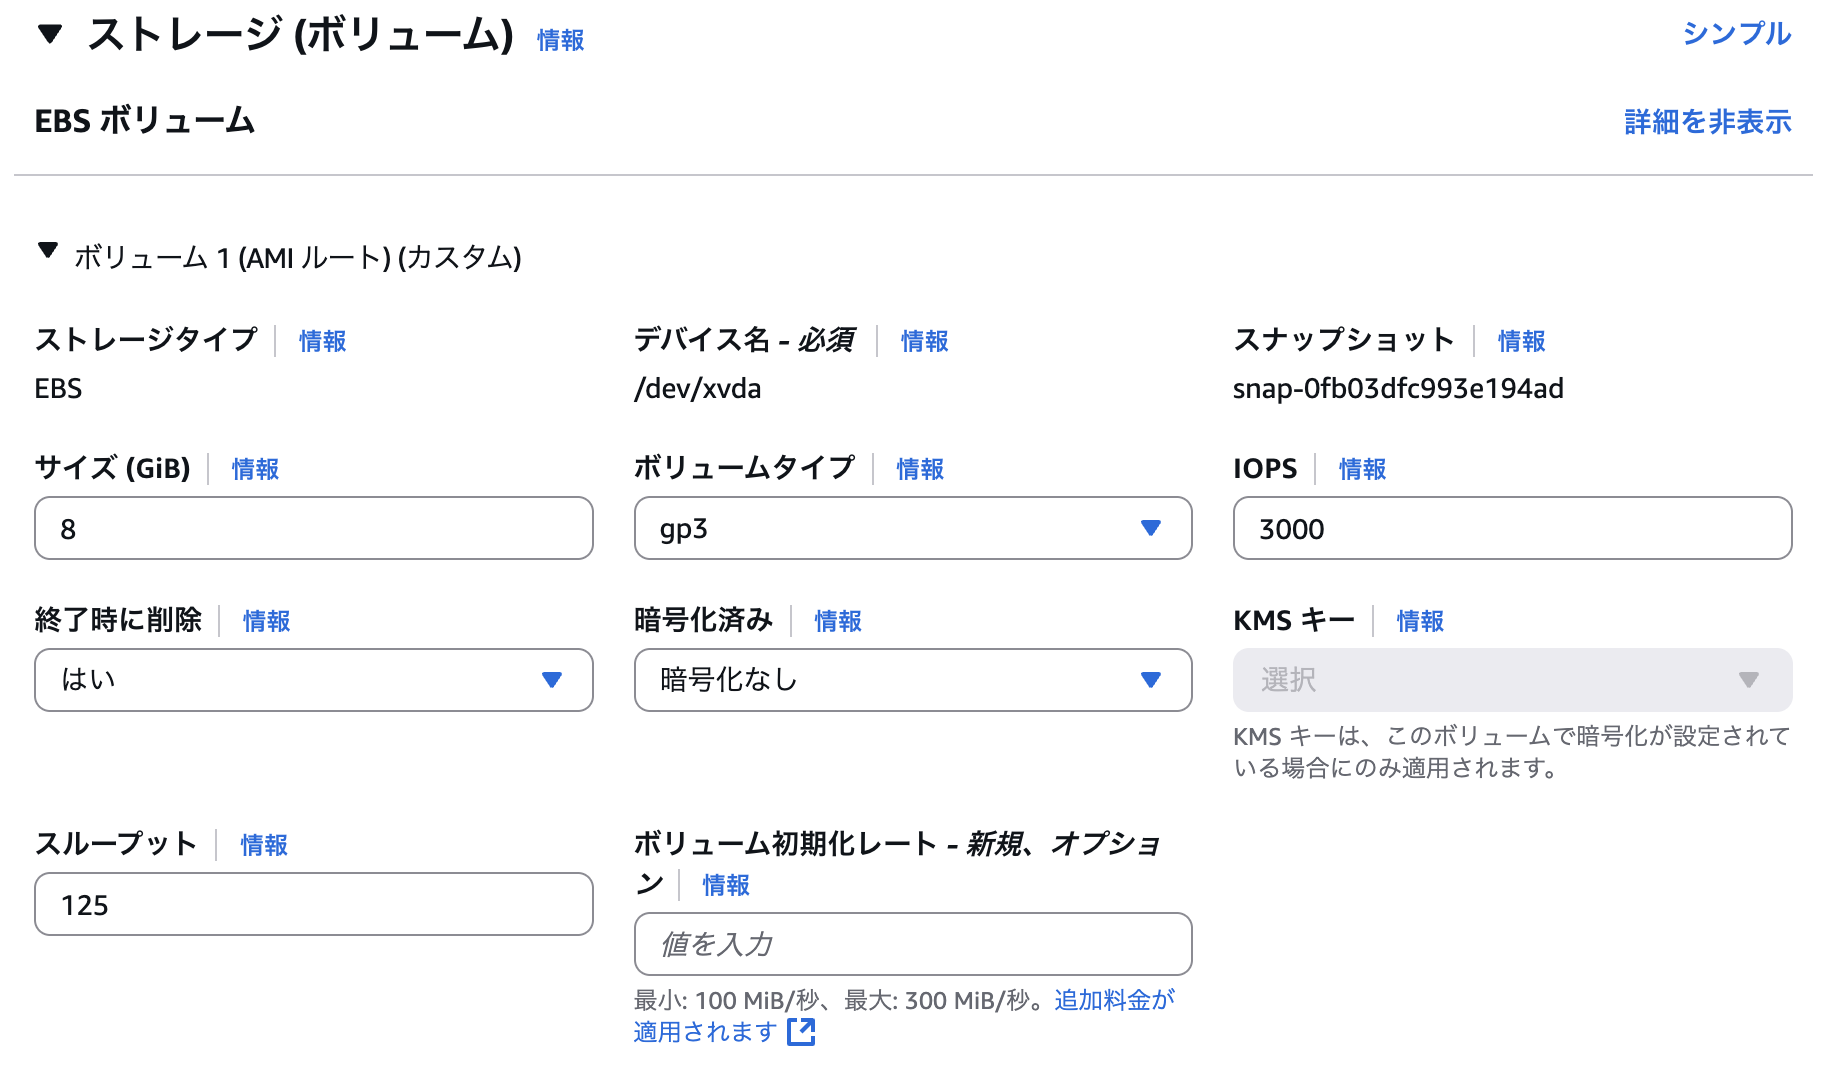 ストレージ (ボリューム) 情報 シンプル
EBS ボリューム 詳細を非表示
ボリューム 1 (AMI ルート) (カスタム)
ストレージタイプ 情報
EBS
デバイス名 - 必須 情報
/dev/xvda
スナップショット 情報
snap-0fb03dfc993e194ad
サイズ (GiB) 情報
8
ボリュームタイプ 情報
gp3
IOPS 情報
3000
終了時に削除 情報
はい
暗号化済み 情報
暗号化なし
KMS キー 情報
選択
KMS キーは、このボリュームで暗号化が設定されて
いる場合にのみ適用されます。
スループット 情報
125
ボリューム初期化レート - 新規、オプショ
ン 情報
値を入力
最小: 100 MiB/秒、最大: 300 MiB/秒。追加料金が
適用されます